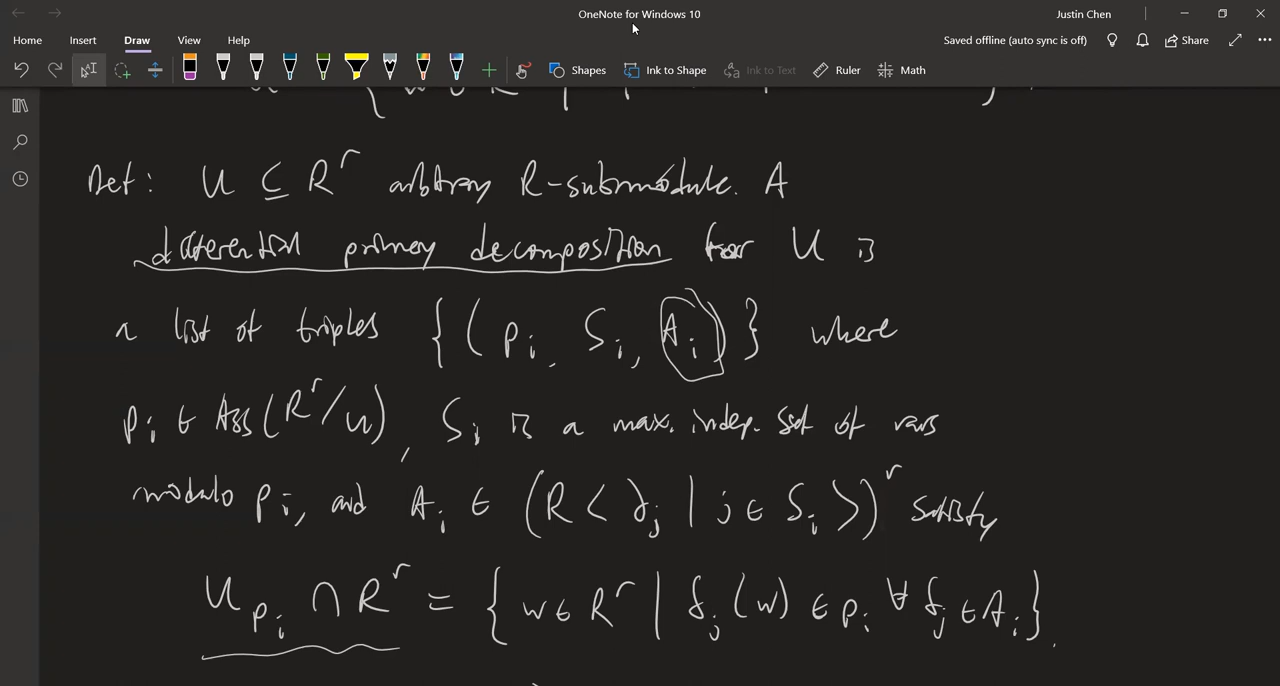 OneNote for Windows 10
Justin Chen
Home Insert Draw View Help
Saved offline (auto sync is off) Share
Shapes Ink to Shape Ink to Text Ruler Math
Def: U ⊆ R^r arbitrary R-submodule. A
differential primary decomposition for U is
a list of triples {(p_i, S_i, A_i)} where
p_i ∈ Ass(R^r/U), S_i is a max. indep. set of vars
modulo p_i, and A_i ∈ (R<∂_j | j ∈ S_i>)^r satisfy
U_{p_i} ∩ R^r = {w ∈ R^r | δ_j(w) ∈ p_i ∀ δ_j ∈ A_i}.